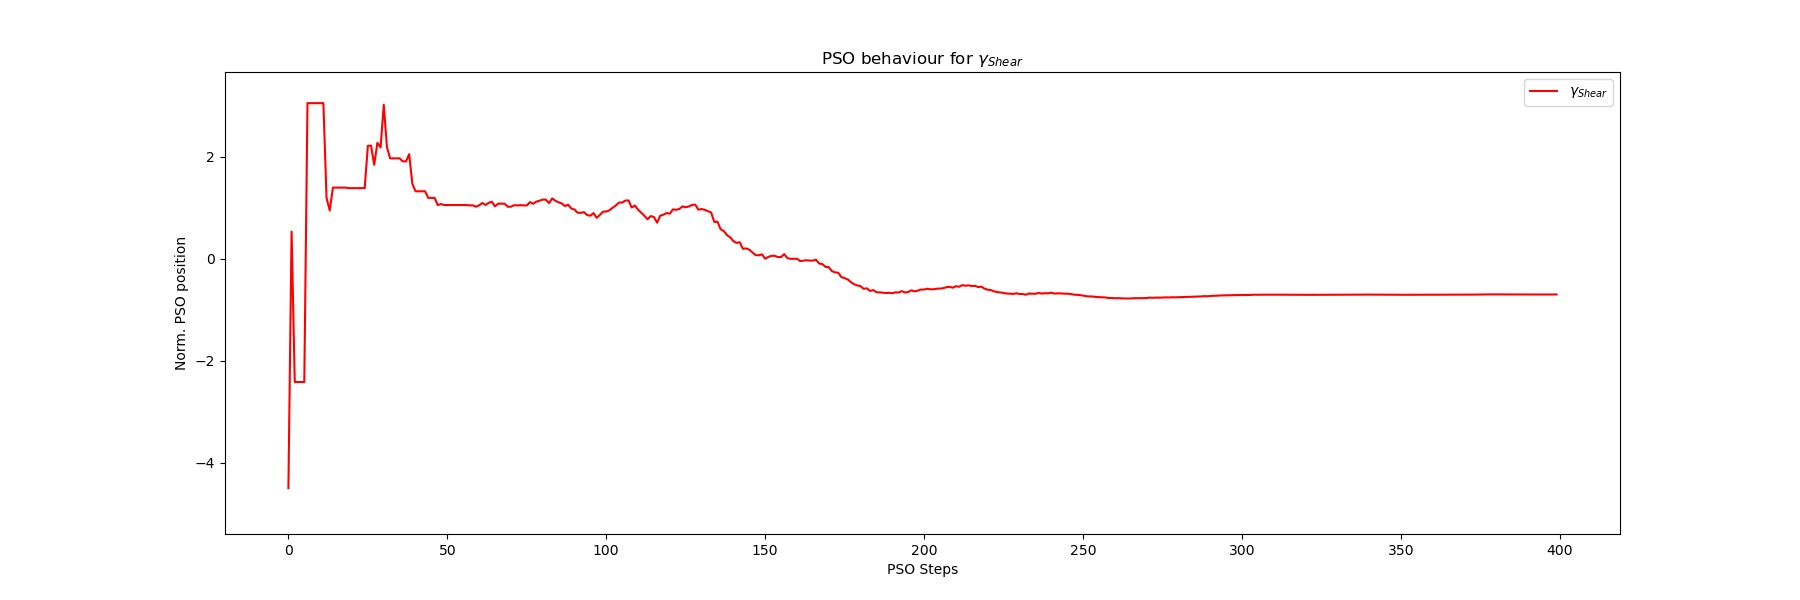 PSO behaviour for γShear
γShear
Norm. PSO position
2
0
−2
−4
0 50 100 150 200 250 300 350 400
PSO Steps